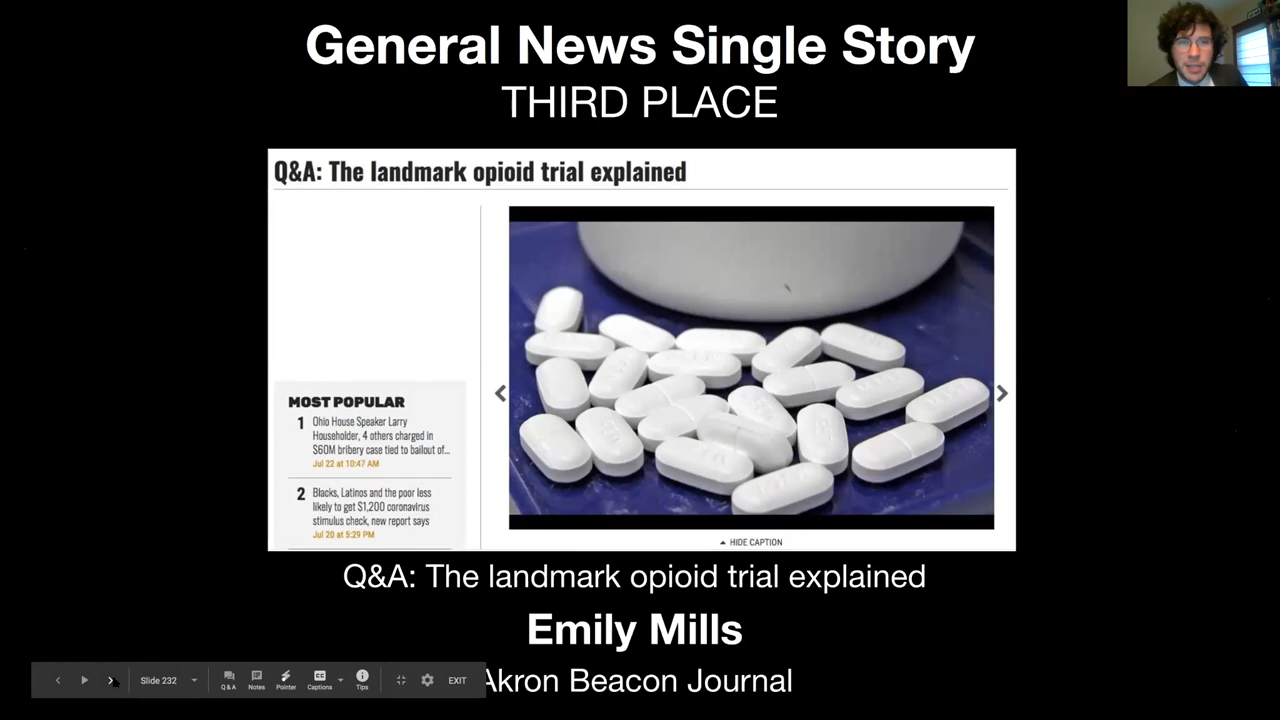 General News Single Story
THIRD PLACE
Q&A: The landmark opioid trial explained
MOST POPULAR
1 Ohio House Speaker Larry
Householder, 4 others charged in
$60M bribery case tied to bailout of...
Jul 22 at 10:47 AM
2 Blacks, Latinos and the poor less
likely to get $1,200 coronavirus
stimulus check, new report says
Jul 20 at 5:29 PM
HIDE CAPTION
Q&A: The landmark opioid trial explained
Emily Mills
Akron Beacon Journal
Slide 232
Q&A
Notes
Pointer
CC
Captions
Tips
EXIT